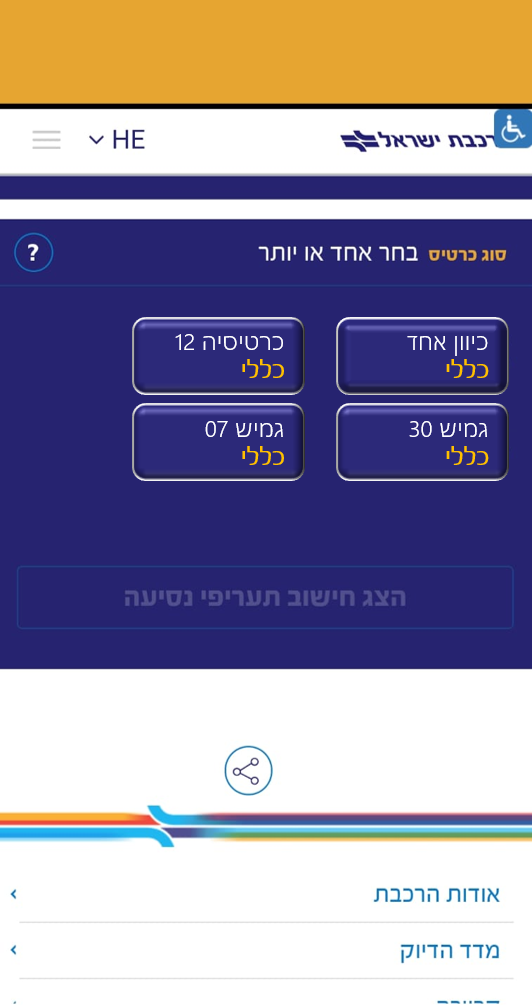 HE
רכבת ישראל
סוג כרטיס בחר אחד או יותר
?
כיוון אחד
כללי
כרטיסיה 12
כללי
גמיש 30
כללי
גמיש 07
כללי
הצג חישוב תעריפי נסיעה
אודות הרכבת
מדד הדיוק